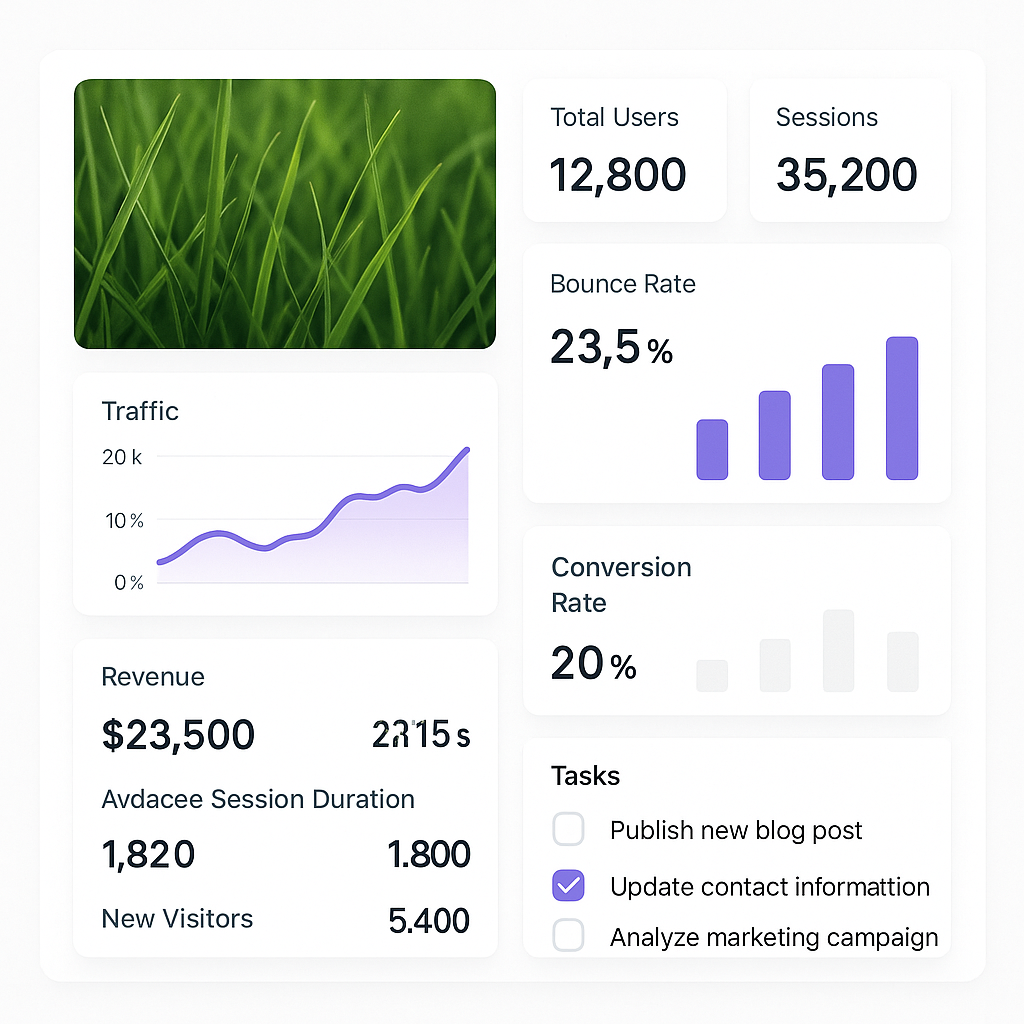 Total Users
12,800
Sessions
35,200
Bounce Rate
23,5 %
Traffic
20 k
10 %
0 %
Conversion
Rate
20 %
Revenue
$23,500
Avdacee Session Duration
1,820 1.800
New Visitors 5.400
Tasks
Publish new blog post
Update contact informattion
Analyze marketing campaign